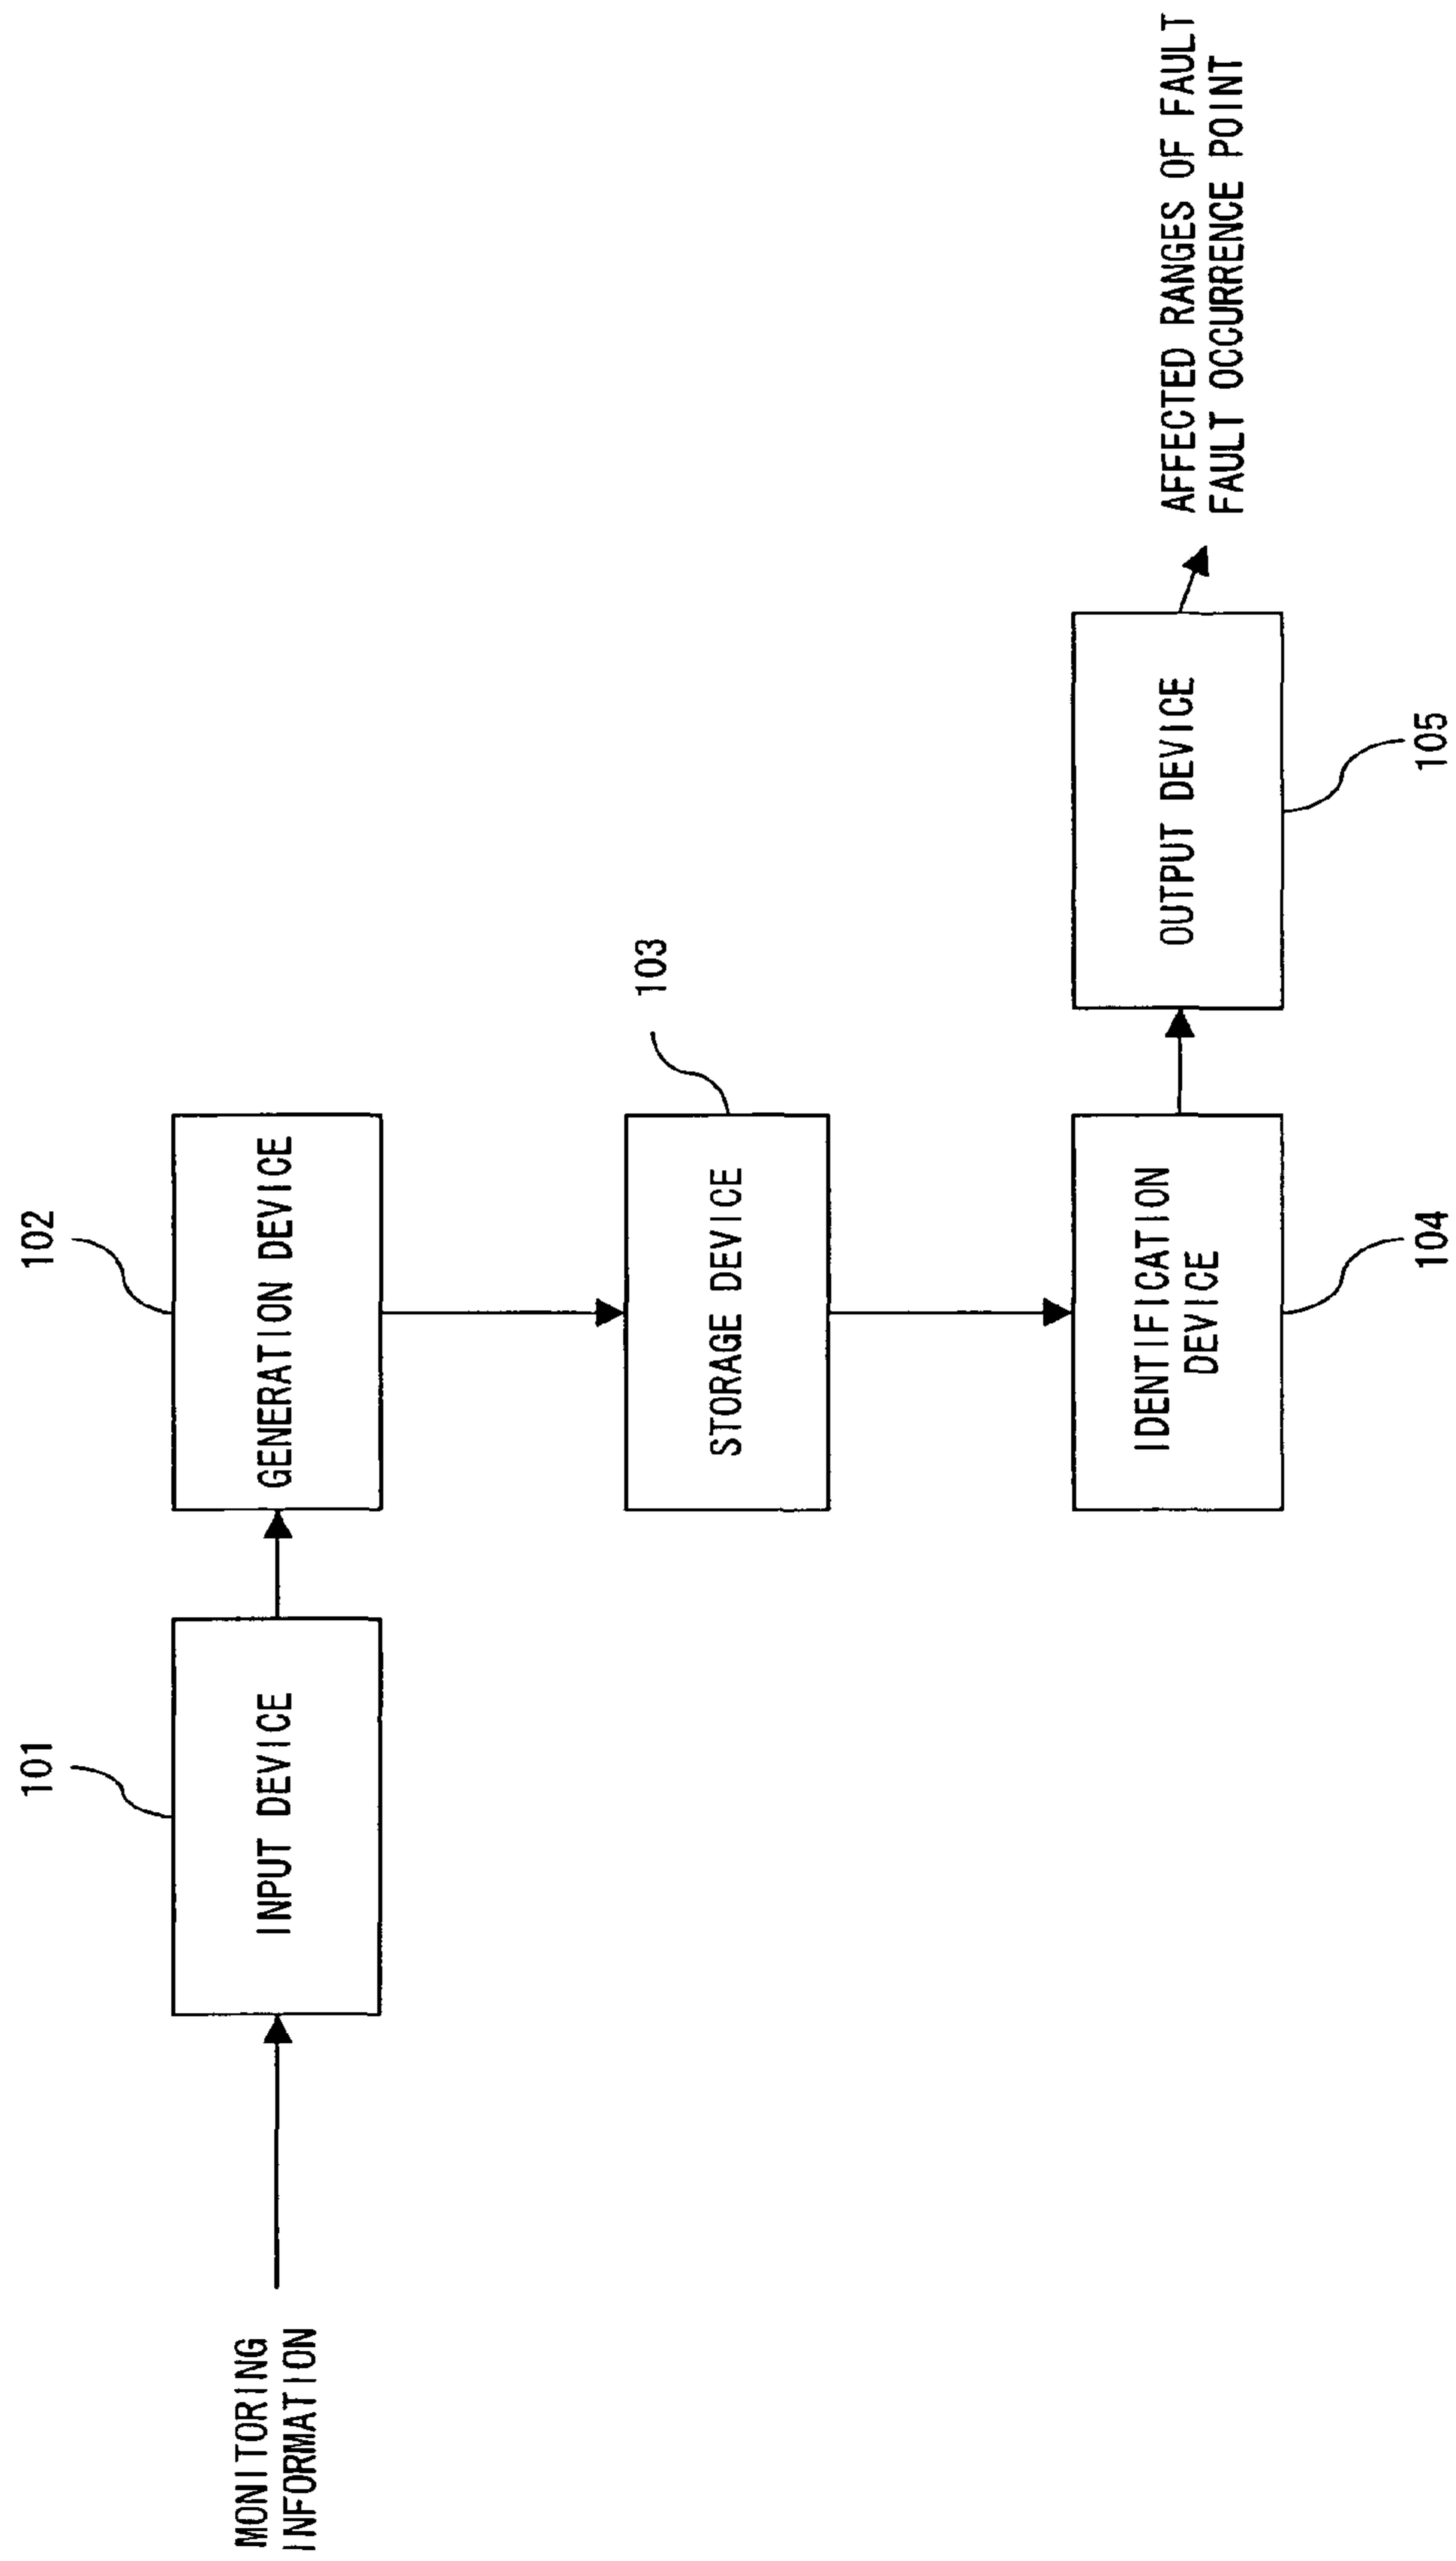 101
102
INPUT DEVICE
GENERATION DEVICE
MONITORING
INFORMATION
103
STORAGE DEVICE
IDENTIFICATION
DEVICE
OUTPUT DEVICE
AFFECTED RANGES OF FAULT
FAULT OCCURRENCE POINT
104
105